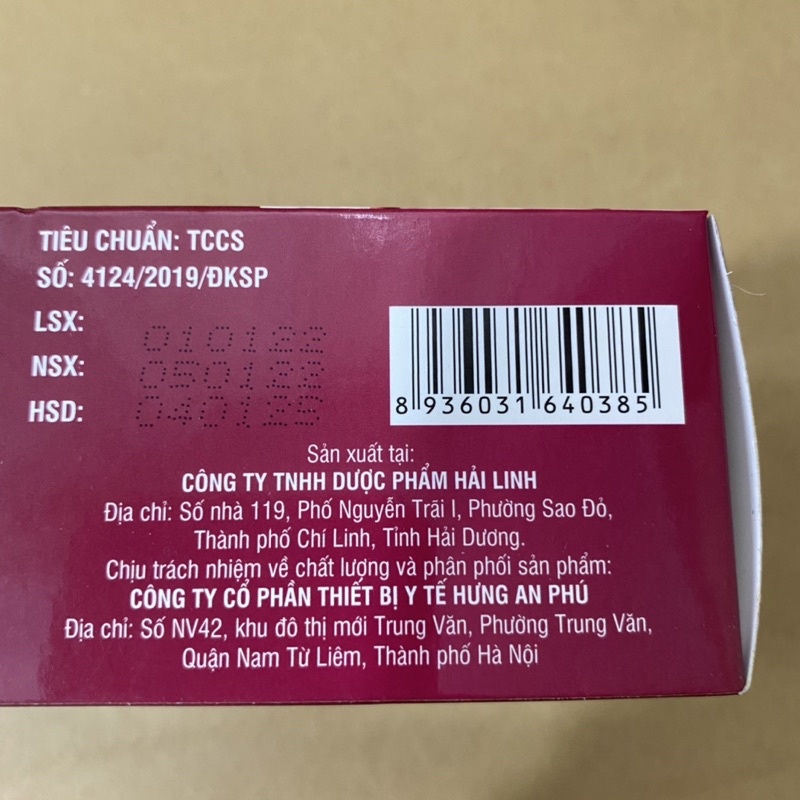 TIÊU CHUẨN: TCCS
SỐ: 4124/2019/ĐKSP
LSX: 010122
NSX: 050122
HSD: 040125
8 936031 640385
Sản xuất tại:
CÔNG TY TNHH DƯỢC PHẨM HẢI LINH
Địa chỉ: Số nhà 119, Phố Nguyễn Trãi I, Phường Sao Đỏ,
Thành phố Chí Linh, Tỉnh Hải Dương.
Chịu trách nhiệm về chất lượng và phân phối sản phẩm:
CÔNG TY CỔ PHẦN THIẾT BỊ Y TẾ HƯNG AN PHÚ
Địa chỉ: Số NV42, khu đô thị mới Trung Văn, Phường Trung Văn,
Quận Nam Từ Liêm, Thành phố Hà Nội